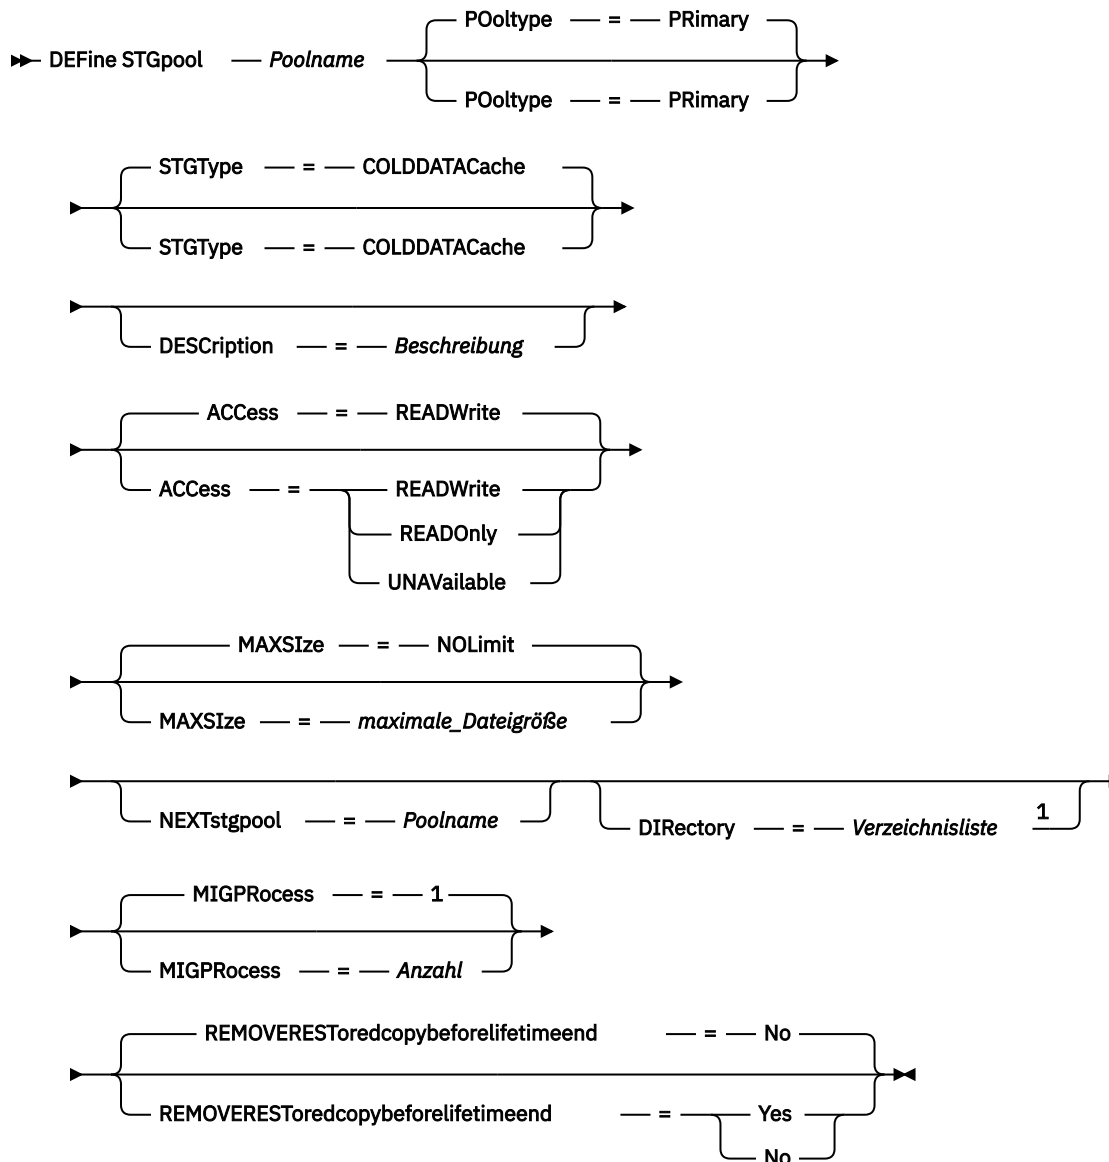 POoltype = PRimary
DEFine STGpool Poolname
POoltype = PRimary
STGType = COLDDATACache
STGType = COLDDATACache
DESCription = Beschreibung
ACCess = READWrite
ACCess = READWrite
READOnly
UNAVailable
MAXSIze = NOLimit
MAXSIze = maximale_Dateigröße
NEXTstgpool = Poolname
DIRectory = Verzeichnisliste 1
MIGPRocess = 1
MIGPRocess = Anzahl
REMOVERESToredcopybeforelifetimeend = No
REMOVERESToredcopybeforelifetimeend = Yes
No